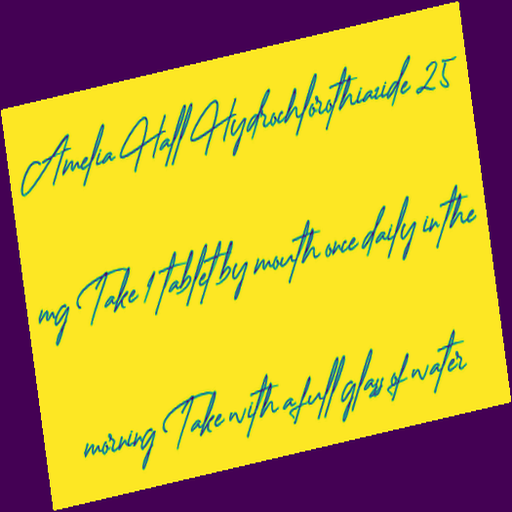 Amelia Hall Hydrochlorothiazide 25
mg Take 1 tablet by mouth once daily in the
morning Take with a full glass of water